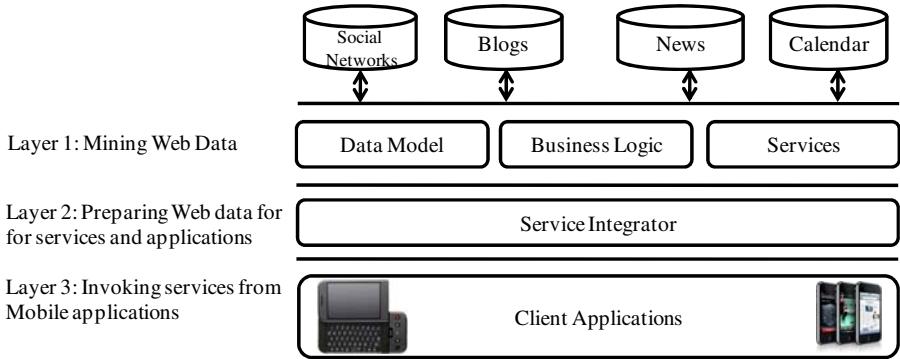 Social
Networks
Blogs
News
Calendar
Layer 1: Mining Web Data
Data Model
Business Logic
Services
Layer 2: Preparing Web data for
for services and applications
Service Integrator
Layer 3: Invoking services from
Mobile applications
Client Applications